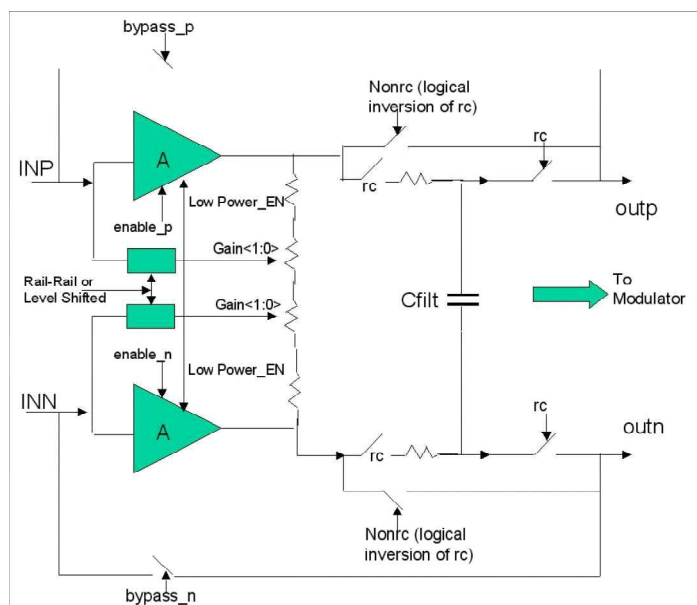 bypass_p
Nonrc (logical
inversion of rc)
rc
A
INP
rc
Low Power_EN
outp
enable_p
Gain<1:0>
Rail-Rail or
Level Shifted
Cfilt
To
Modulator
Gain<1:0>
enable_n
Low Power_EN
INN
rc
outn
A
rc
Nonrc (logical
inversion of rc)
bypass_n